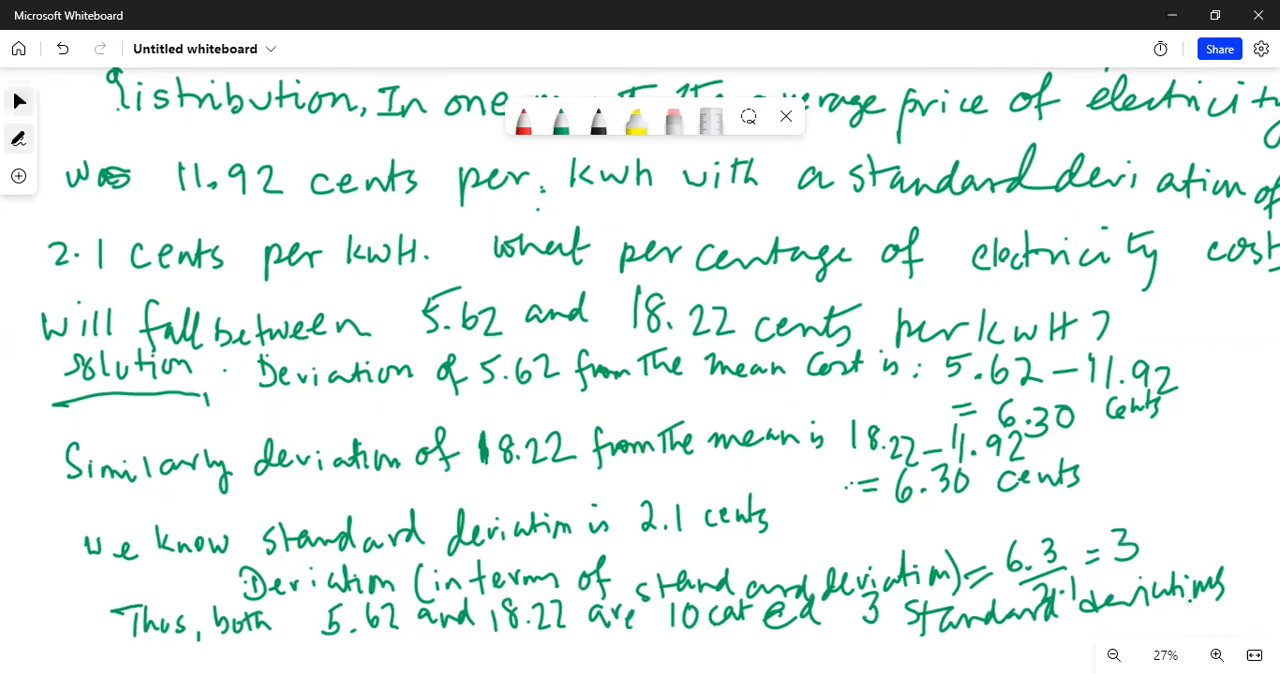 Microsoft Whiteboard
Untitled whiteboard
Share
distribution, In one average price of electricity
was 11.92 cents per kwh with a standard deviation of
2.1 cents per kWH. what percentage of electricity cost
will fall between 5.62 and 18.22 cents per kWH ?
solution. Deviation of 5.62 from the mean cost is: 5.62 – 11.92
= 6.30 cents
Similarly deviation of 18.22 from the mean is 18.22 – 11.92
= 6.30 cents
we know standard deviation is 2.1 cents
Deviation (in terms of standard deviation) = 6.3/2.1 = 3
Thus, both 5.62 and 18.22 are located 3 standard deviations
27%